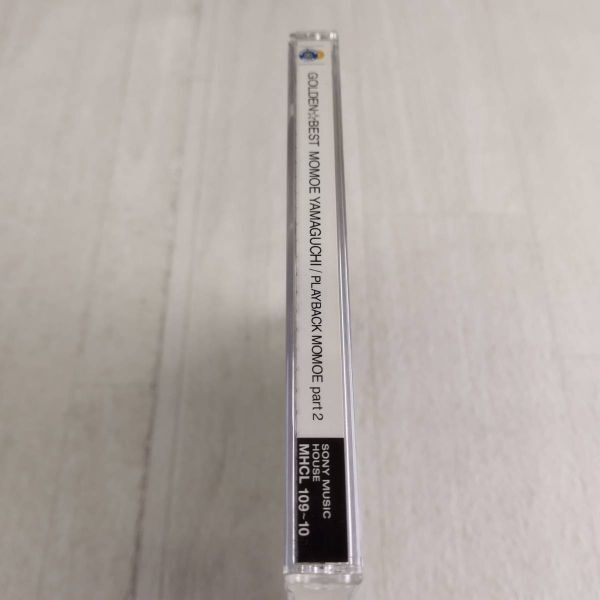 GOLDEN☆BEST MOMOE YAMAGUCHI / PLAYBACK MOMOE part 2
SONY MUSIC
HOUSE
MHCL 109~10